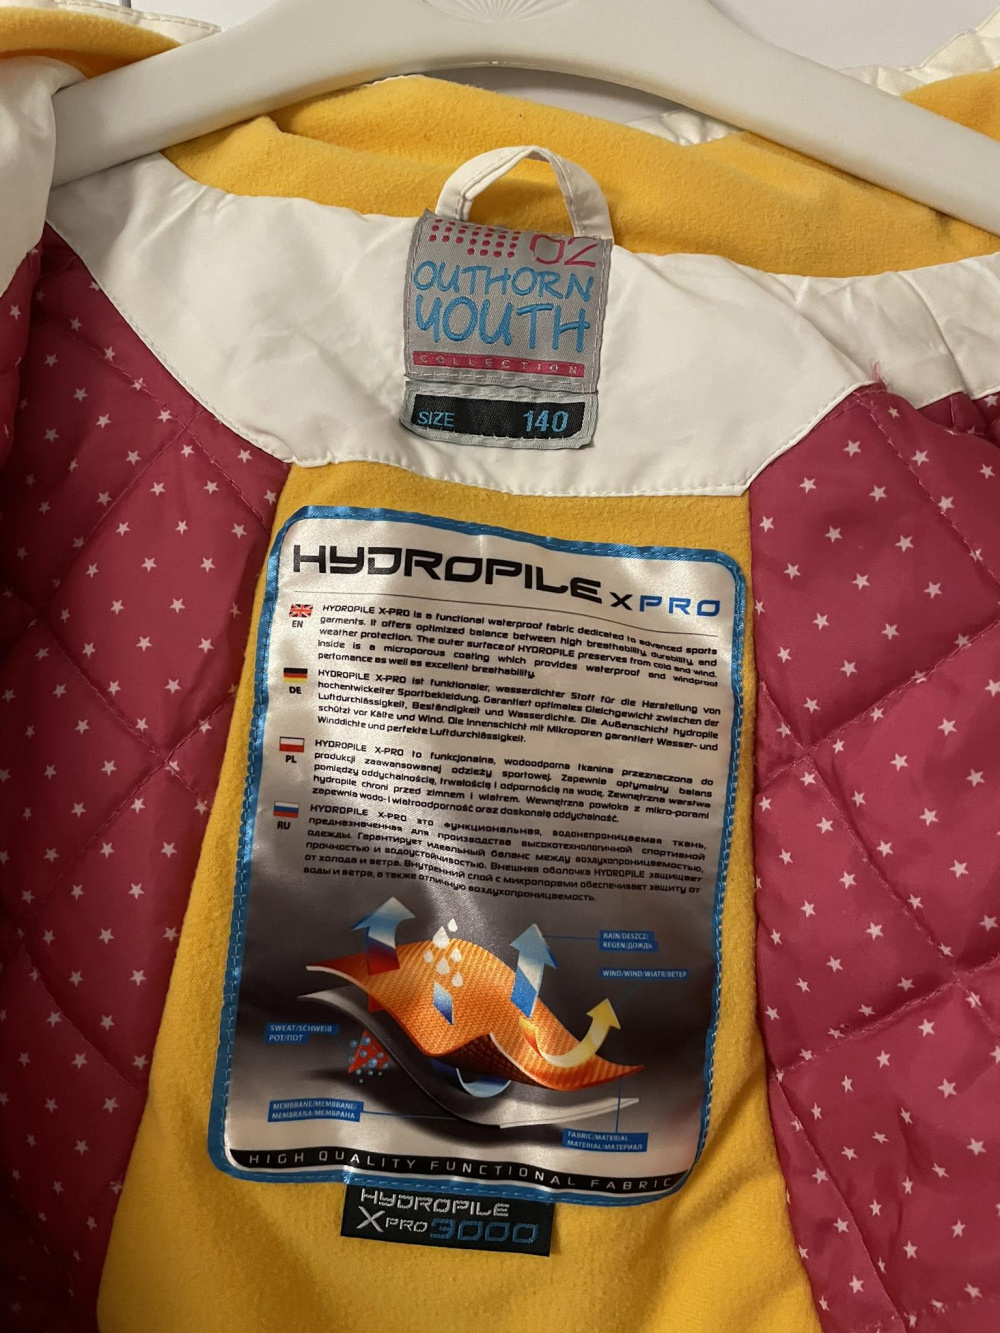 OUTHORN
YOUTH
COLLECTION
SIZE 140
HYDROPILE X PRO
EN
HYDROPILE X-PRO is a functional waterproof fabric dedicated to advanced sports
garments. It offers optimized balance between high breathability, durability, and
weather protection. The outer surfaceof HYDROPILE preserves from cold and wind.
Inside is a microporous coating which provides waterproof and windproof
perfomance as well as excellent breathability.
DE
HYDROPILE X-PRO ist funktionaler, wasserdichter Stoff für die Herstellung von
hochentwickelter Sportbekleidung. Garantiert optimales Gleichgewicht zwischen der
Luftdurchlässigkeit, Beständigkeit und Wasserdichte. Die Außenschicht hydropile
schützt vor Kälte und Wind. Die Innenschicht mit Mikroporen garantiert Wasser- und
Winddichte und perfekte Luftdurchlässigkeit.
PL
HYDROPILE X-PRO to funkcjonalna, wodoodporna tkanina przeznaczona do
produkcji zaawansowanej odzieży sportowej. Zapewnia optymalny balans
pomiędzy oddychalnością, trwałością i odpornością na wodę. Zewnętrzna warstwa
hydropile chroni przed zimnem i wiatrem. Wewnętrzna powłoka z mikro-porami
zapewnia wodo- i wiatroodporność oraz doskonałą oddychalność.
RU
HYDROPILE X-PRO это функциональная, водонепроницаемая ткань,
предназначенная для производства высокотехнологичной спортивной
одежды. Гарантирует идеальный баланс между воздухопроницаемостью,
прочностью и водоустойчивостью. Внешняя оболочка HYDROPILE защищает
от холода и ветра. Внутренний слой с микропорами обеспечивает защиту от
воды и ветра, а также отличную воздухопроницаемость.
RAIN/DESZCZ/
REGEN/ДОЖДЬ
WIND/WIND/WIATR/ВЕТЕР
SWEAT/SCHWEIß
POT/ПОТ
MEMBRANE/MEMBRANE/
MEMBRANA/МЕМБРАНА
FABRIC/MATERIAL
MATERIAL/МАТЕРИАЛ
HIGH QUALITY FUNCTIONAL FABRIC
HYDROPILE
X PRO 3000